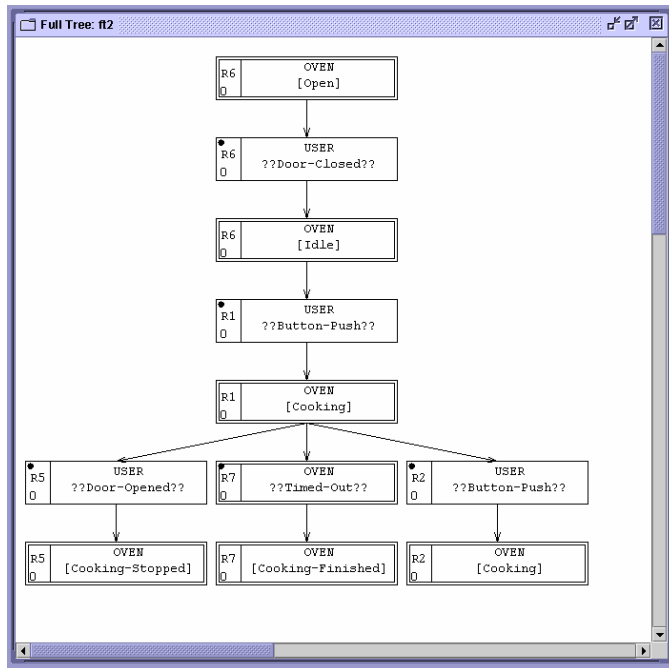 Full Tree: ft2
R6 OVEN
0 [Open]
R6 USER
0 ??Door-Closed??
R6 OVEN
0 [Idle]
R1 USER
0 ??Button-Push??
R1 OVEN
0 [Cooking]
R5 USER
0 ??Door-Opened??
R7 OVEN
0 ??Timed-Out??
R2 USER
0 ??Button-Push??
R5 OVEN
0 [Cooking-Stopped]
R7 OVEN
0 [Cooking-Finished]
R2 OVEN
0 [Cooking]